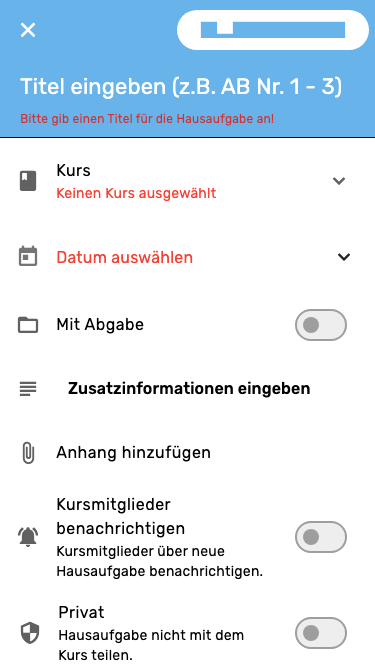 Titel eingeben (z.B. AB Nr. 1 - 3)
Bitte gib einen Titel für die Hausaufgabe an!
Kurs
Keinen Kurs ausgewählt
Datum auswählen
Mit Abgabe
Zusatzinformationen eingeben
Anhang hinzufügen
Kursmitglieder
benachrichtigen
Kursmitglieder über neue
Hausaufgabe benachrichtigen.
Privat
Hausaufgabe nicht mit dem
Kurs teilen.